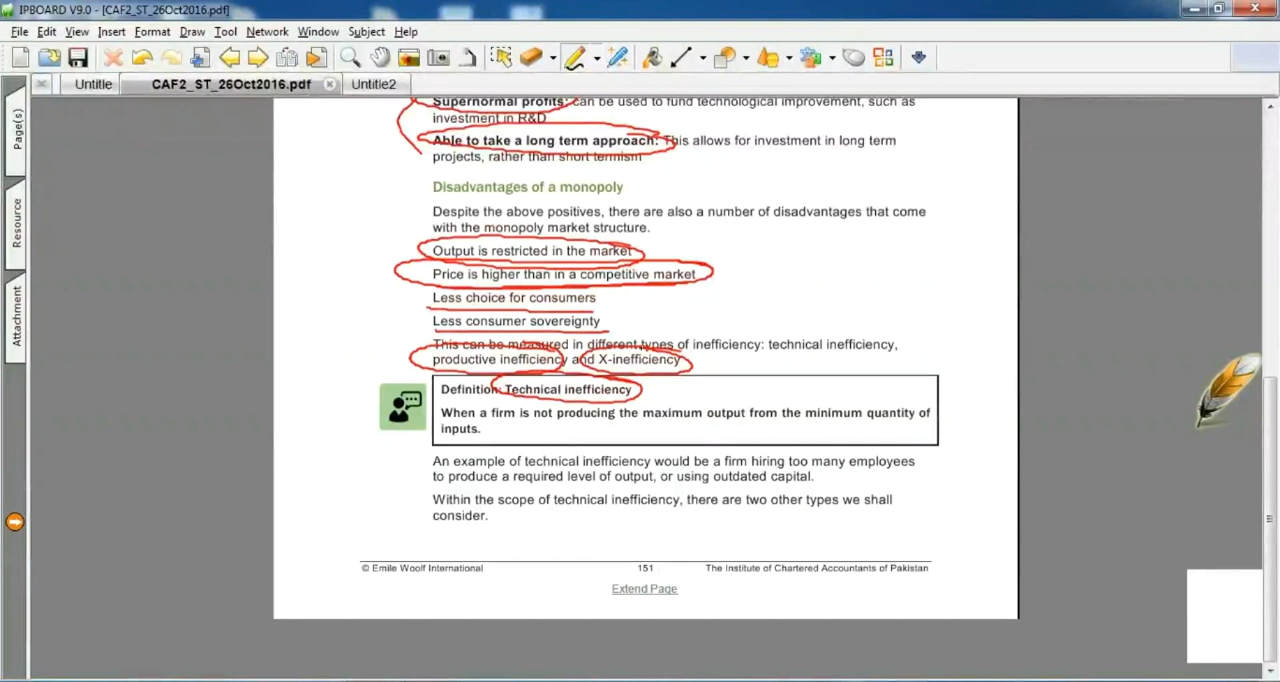 IPBOARD V9.0 - [CAF2_ST_26Oct2016.pdf]
File Edit View Insert Format Draw Tool Network Window Subject Help
Untitle CAF2_ST_26Oct2016.pdf Untitle2
Page(s)
Resource
Attachment
Supernormal profits: can be used to fund technological improvement, such as
investment in R&D
Able to take a long term approach: This allows for investment in long term
projects, rather than short termism
Disadvantages of a monopoly
Despite the above positives, there are also a number of disadvantages that come
with the monopoly market structure.
Output is restricted in the market
Price is higher than in a competitive market
Less choice for consumers
Less consumer sovereignty
This can be measured in different types of inefficiency: technical inefficiency,
productive inefficiency and X-inefficiency
Definition: Technical inefficiency
When a firm is not producing the maximum output from the minimum quantity of
inputs.
An example of technical inefficiency would be a firm hiring too many employees
to produce a required level of output, or using outdated capital.
Within the scope of technical inefficiency, there are two other types we shall
consider.
© Emile Woolf International 151 The Institute of Chartered Accountants of Pakistan
Extend Page